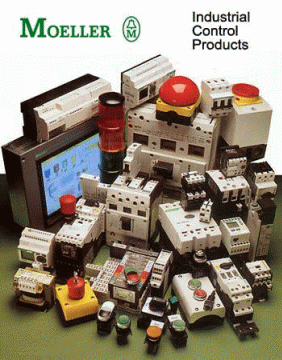 MOELLER
Industrial
Control
Products